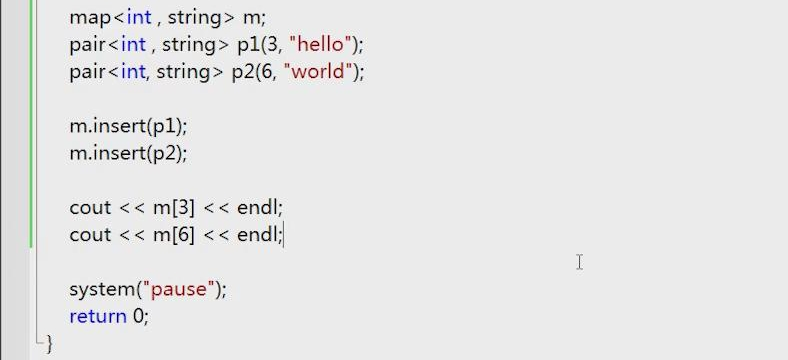 map<int , string> m;
pair<int , string> p1(3, "hello");
pair<int, string> p2(6, "world");
m.insert(p1);
m.insert(p2);
cout << m[3] << endl;
cout << m[6] << endl;
system("pause");
return 0;
}